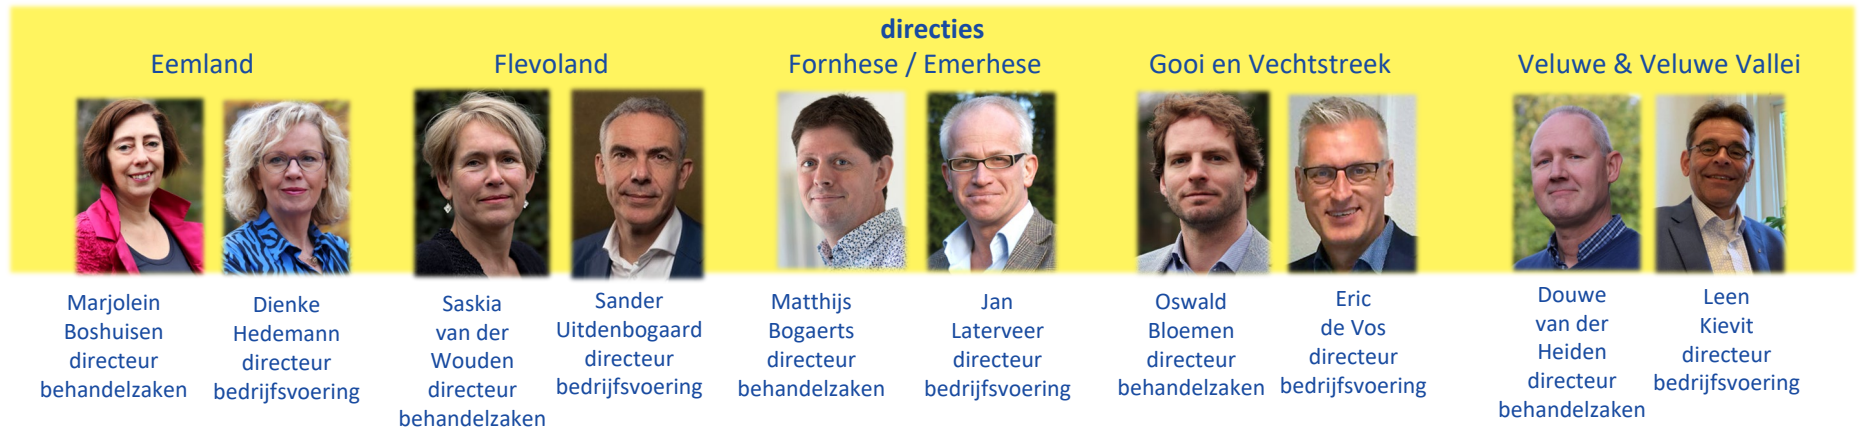 directies
Eemland
Flevoland
Fornhese / Emerhese
Gooi en Vechtstreek
Veluwe & Veluwe Vallei
Marjolein
Boshuisen
directeur
behandelzaken
Dienke
Hedemann
directeur
bedrijfsvoering
Saskia
van der
Wouden
directeur
behandelzaken
Sander
Uitdenbogaard
directeur
bedrijfsvoering
Matthijs
Bogaerts
directeur
behandelzaken
Jan
Laterveer
directeur
bedrijfsvoering
Oswald
Bloemen
directeur
behandelzaken
Eric
de Vos
directeur
bedrijfsvoering
Douwe
van der
Heiden
directeur
behandelzaken
Leen
Kievit
directeur
bedrijfsvoering